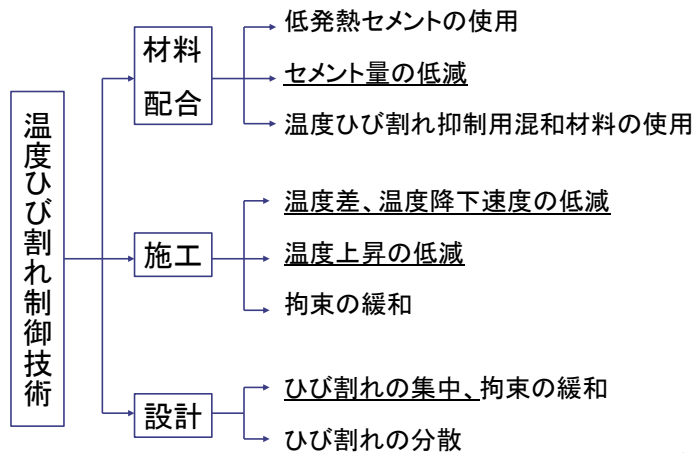 温度ひび割れ制御技術
材料
配合
低発熱セメントの使用
セメント量の低減
温度ひび割れ抑制用混和材料の使用
施工
温度差、温度降下速度の低減
温度上昇の低減
拘束の緩和
設計
ひび割れの集中、拘束の緩和
ひび割れの分散